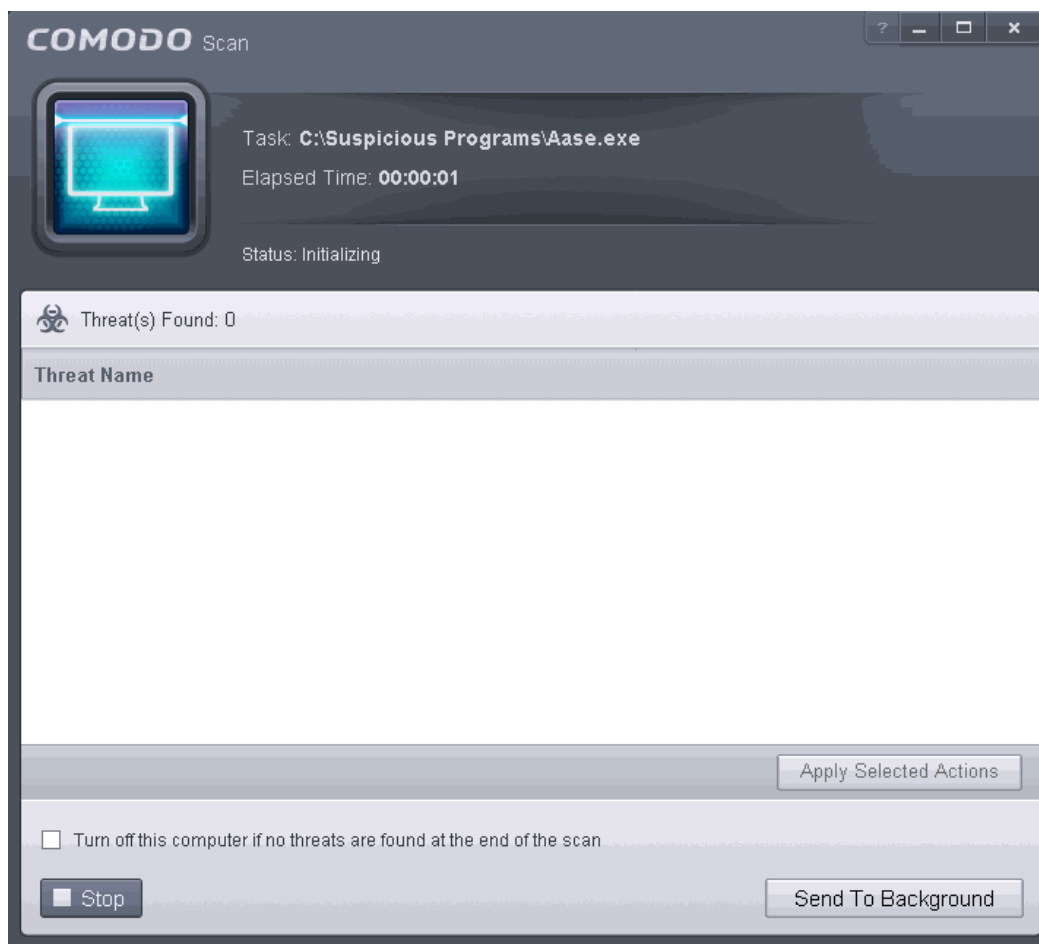 COMODO Scan
?
Task: C:\Suspicious Programs\Aase.exe
Elapsed Time: 00:00:01
Status: Initializing
Threat(s) Found: 0
Threat Name
Apply Selected Actions
Turn off this computer if no threats are found at the end of the scan
Stop
Send To Background